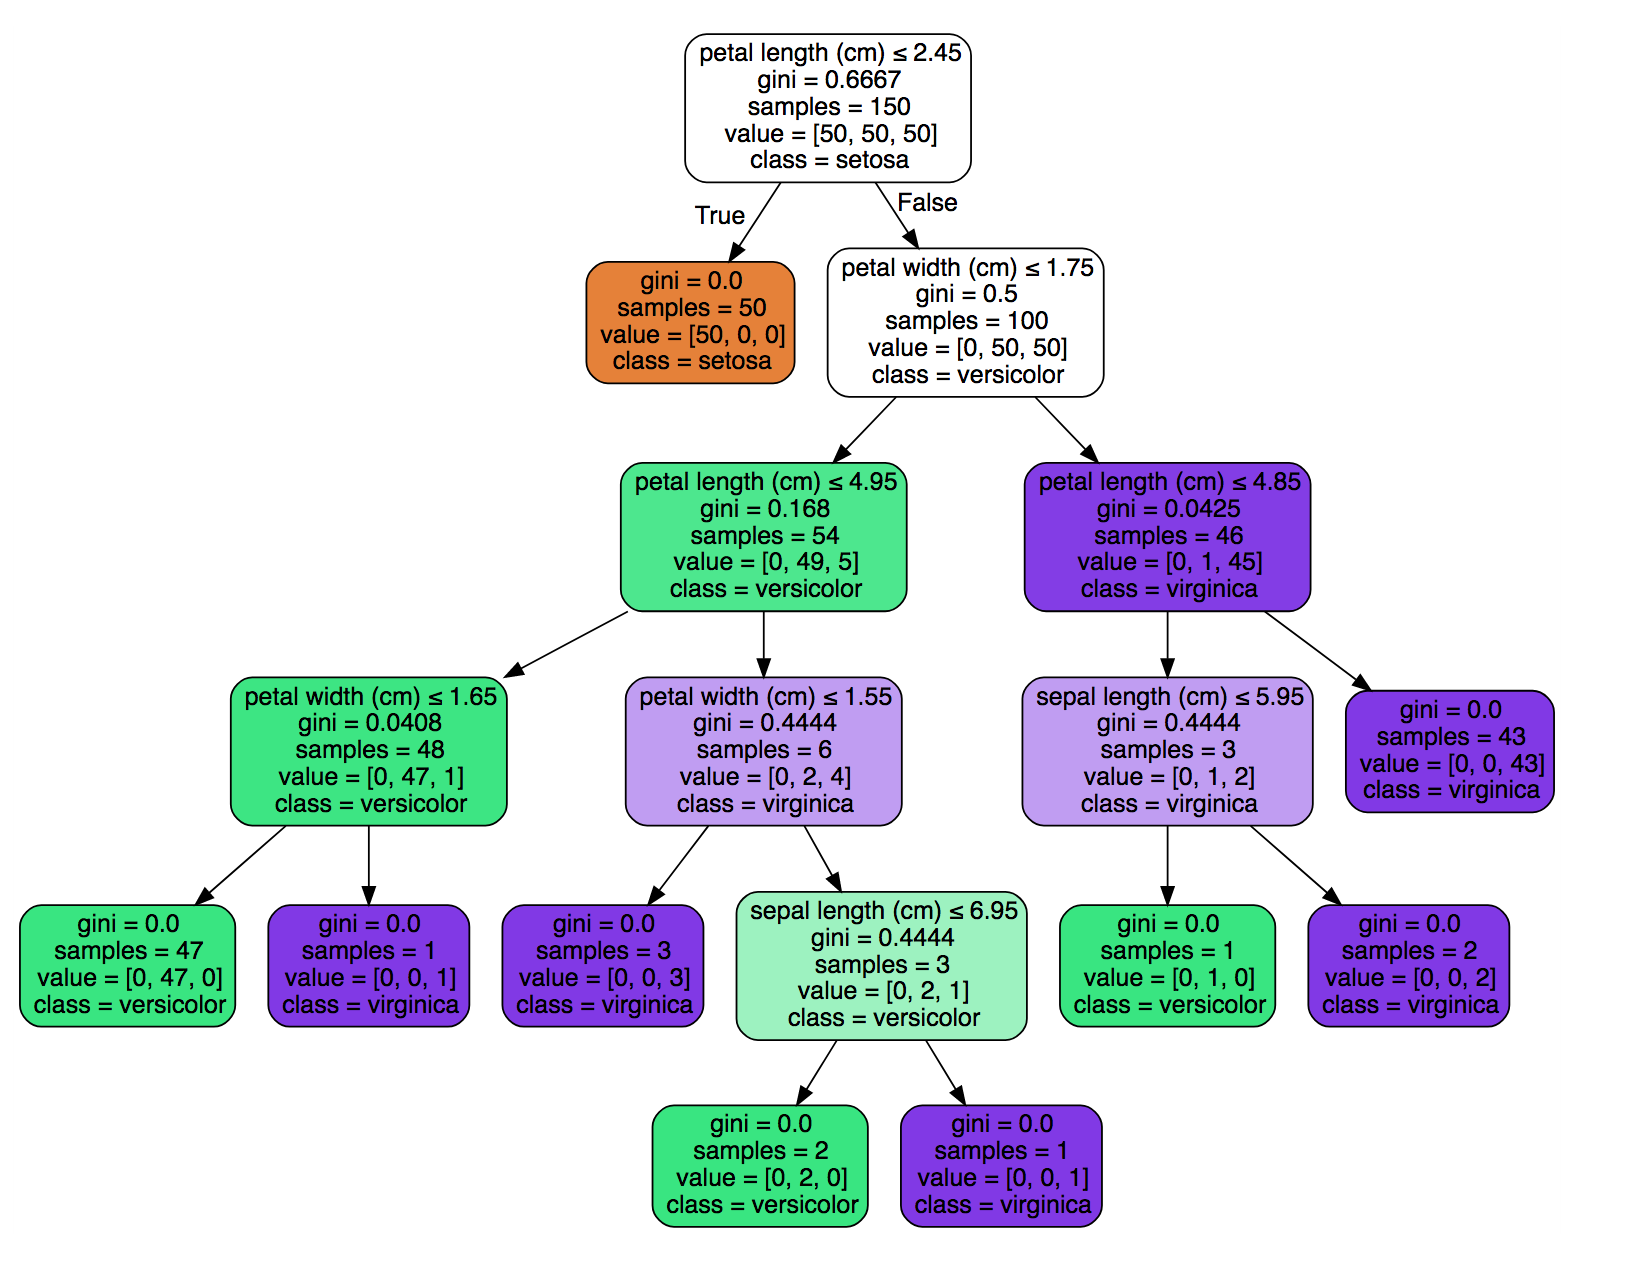 petal length (cm) ≤ 2.45
gini = 0.6667
samples = 150
value = [50, 50, 50]
class = setosa
True
False
gini = 0.0
samples = 50
value = [50, 0, 0]
class = setosa
petal width (cm) ≤ 1.75
gini = 0.5
samples = 100
value = [0, 50, 50]
class = versicolor
petal length (cm) ≤ 4.95
gini = 0.168
samples = 54
value = [0, 49, 5]
class = versicolor
petal length (cm) ≤ 4.85
gini = 0.0425
samples = 46
value = [0, 1, 45]
class = virginica
petal width (cm) ≤ 1.65
gini = 0.0408
samples = 48
value = [0, 47, 1]
class = versicolor
petal width (cm) ≤ 1.55
gini = 0.4444
samples = 6
value = [0, 2, 4]
class = virginica
sepal length (cm) ≤ 5.95
gini = 0.4444
samples = 3
value = [0, 1, 2]
class = virginica
gini = 0.0
samples = 43
value = [0, 0, 43]
class = virginica
gini = 0.0
samples = 47
value = [0, 47, 0]
class = versicolor
gini = 0.0
samples = 1
value = [0, 0, 1]
class = virginica
gini = 0.0
samples = 3
value = [0, 0, 3]
class = virginica
sepal length (cm) ≤ 6.95
gini = 0.4444
samples = 3
value = [0, 2, 1]
class = versicolor
gini = 0.0
samples = 1
value = [0, 1, 0]
class = versicolor
gini = 0.0
samples = 2
value = [0, 0, 2]
class = virginica
gini = 0.0
samples = 2
value = [0, 2, 0]
class = versicolor
gini = 0.0
samples = 1
value = [0, 0, 1]
class = virginica